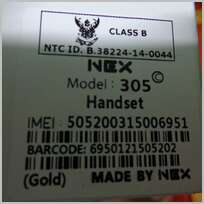 CLASS B
NTC ID. B.38224-14-0044
NEX
Model: 305 ©
Handset
IMEI: 505200315006951
BARCODE: 6950121505202
(Gold) MADE BY NEX